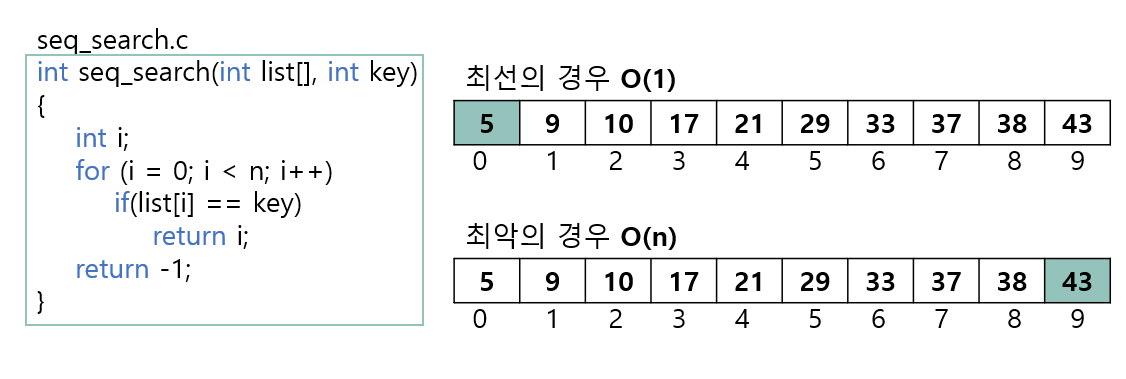 seq_search.c
int seq_search(int list[], int key)
{
int i;
for (i = 0; i < n; i++)
if(list[i] == key)
return i;
return -1;
}
최선의 경우 O(1)
5 9 10 17 21 29 33 37 38 43
0 1 2 3 4 5 6 7 8 9
최악의 경우 O(n)
5 9 10 17 21 29 33 37 38 43
0 1 2 3 4 5 6 7 8 9